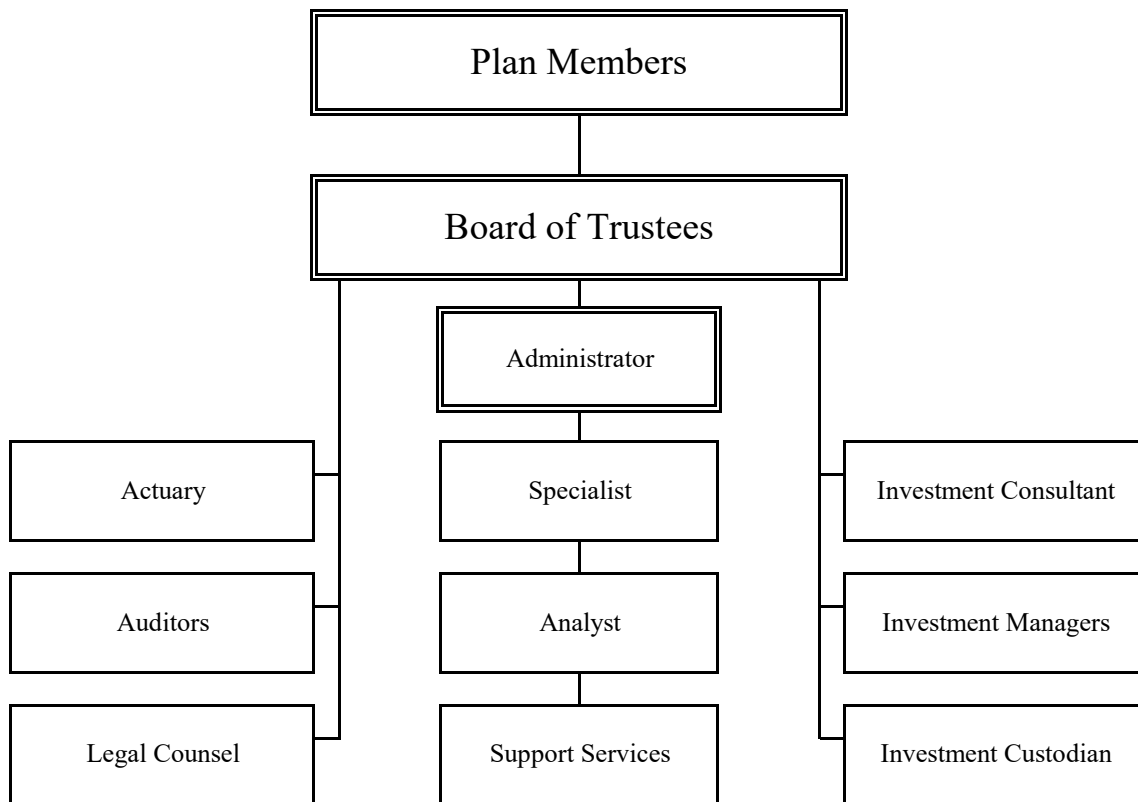 Plan Members
Board of Trustees
Administrator
Actuary
Specialist
Investment Consultant
Auditors
Analyst
Investment Managers
Legal Counsel
Support Services
Investment Custodian